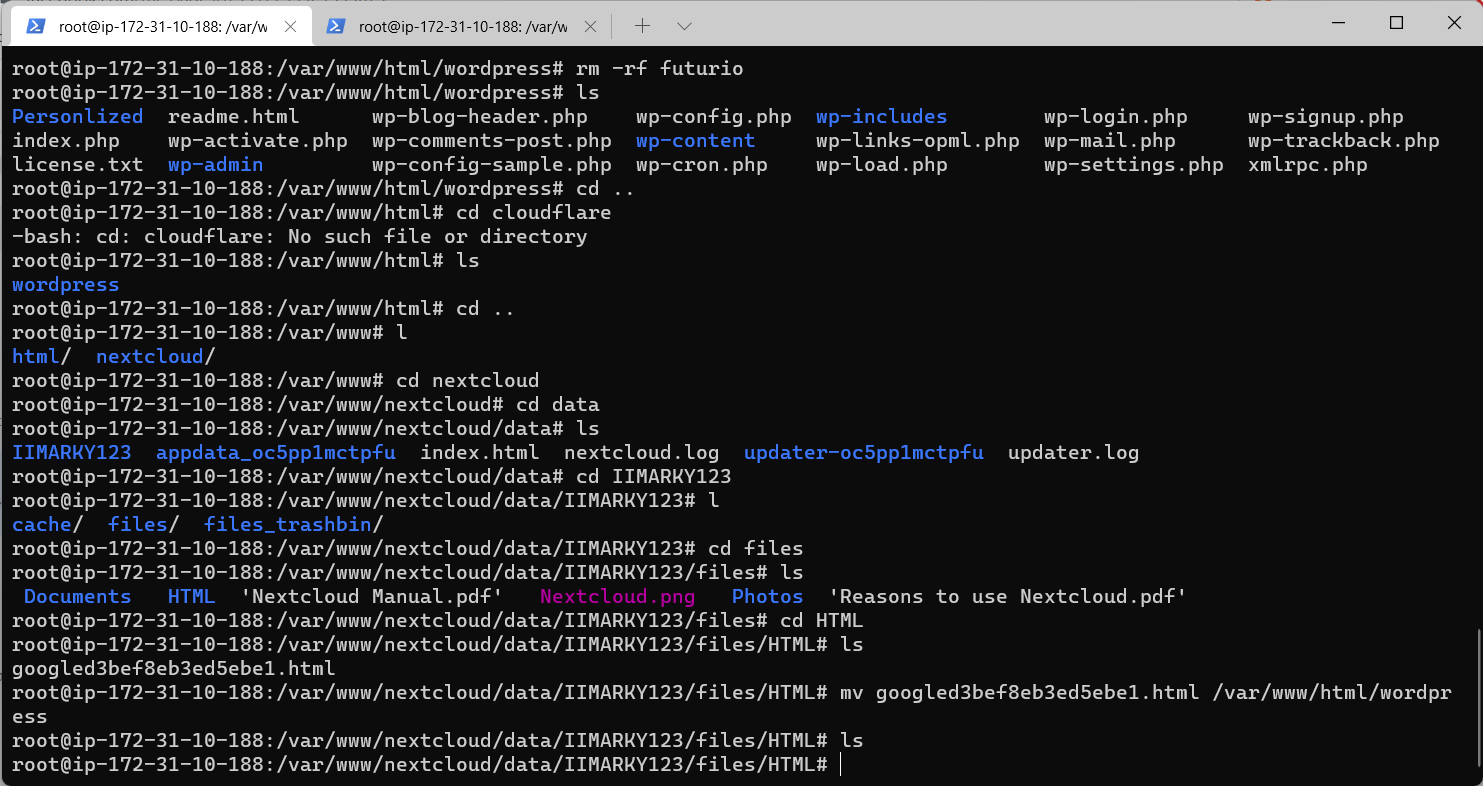 root@ip-172-31-10-188: /var/w root@ip-172-31-10-188: /var/w
root@ip-172-31-10-188:/var/www/html/wordpress# rm -rf futurio
root@ip-172-31-10-188:/var/www/html/wordpress# ls
Personlized readme.html wp-blog-header.php wp-config.php wp-includes wp-login.php wp-signup.php
index.php wp-activate.php wp-comments-post.php wp-content wp-links-opml.php wp-mail.php wp-trackback.php
license.txt wp-admin wp-config-sample.php wp-cron.php wp-load.php wp-settings.php xmlrpc.php
root@ip-172-31-10-188:/var/www/html/wordpress# cd ..
root@ip-172-31-10-188:/var/www/html# cd cloudflare
-bash: cd: cloudflare: No such file or directory
root@ip-172-31-10-188:/var/www/html# ls
wordpress
root@ip-172-31-10-188:/var/www/html# cd ..
root@ip-172-31-10-188:/var/www# l
html/ nextcloud/
root@ip-172-31-10-188:/var/www# cd nextcloud
root@ip-172-31-10-188:/var/www/nextcloud# cd data
root@ip-172-31-10-188:/var/www/nextcloud/data# ls
IIMARKY123 appdata_oc5pp1mctpfu index.html nextcloud.log updater-oc5pp1mctpfu updater.log
root@ip-172-31-10-188:/var/www/nextcloud/data# cd IIMARKY123
root@ip-172-31-10-188:/var/www/nextcloud/data/IIMARKY123# l
cache/ files/ files_trashbin/
root@ip-172-31-10-188:/var/www/nextcloud/data/IIMARKY123# cd files
root@ip-172-31-10-188:/var/www/nextcloud/data/IIMARKY123/files# ls
Documents HTML 'Nextcloud Manual.pdf' Nextcloud.png Photos 'Reasons to use Nextcloud.pdf'
root@ip-172-31-10-188:/var/www/nextcloud/data/IIMARKY123/files# cd HTML
root@ip-172-31-10-188:/var/www/nextcloud/data/IIMARKY123/files/HTML# ls
googled3bef8eb3ed5ebe1.html
root@ip-172-31-10-188:/var/www/nextcloud/data/IIMARKY123/files/HTML# mv googled3bef8eb3ed5ebe1.html /var/www/html/wordpr
ess
root@ip-172-31-10-188:/var/www/nextcloud/data/IIMARKY123/files/HTML# ls
root@ip-172-31-10-188:/var/www/nextcloud/data/IIMARKY123/files/HTML#